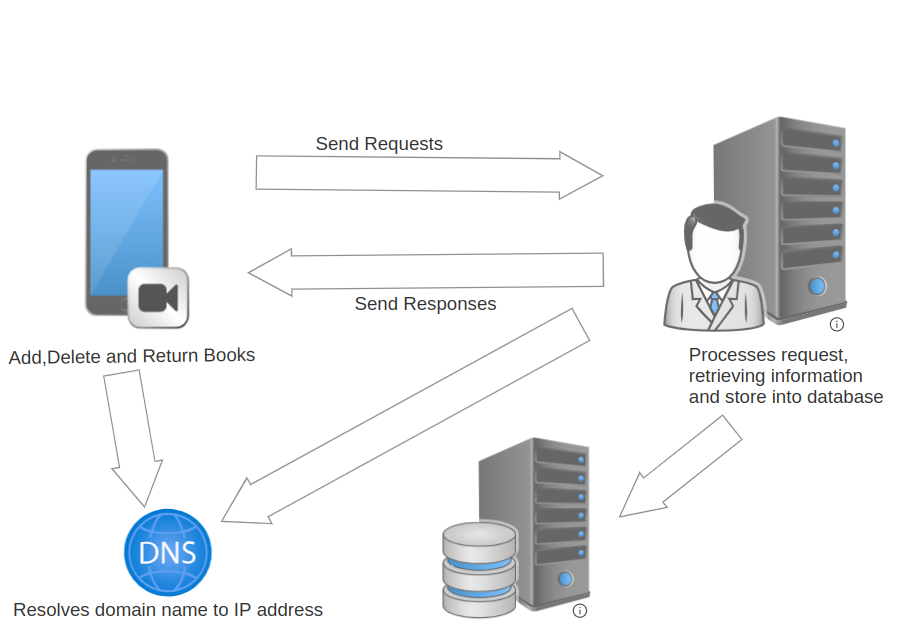 Send Requests
Send Responses
Add,Delete and Return Books
Processes request,
retrieving information
and store into database
DNS
Resolves domain name to IP address